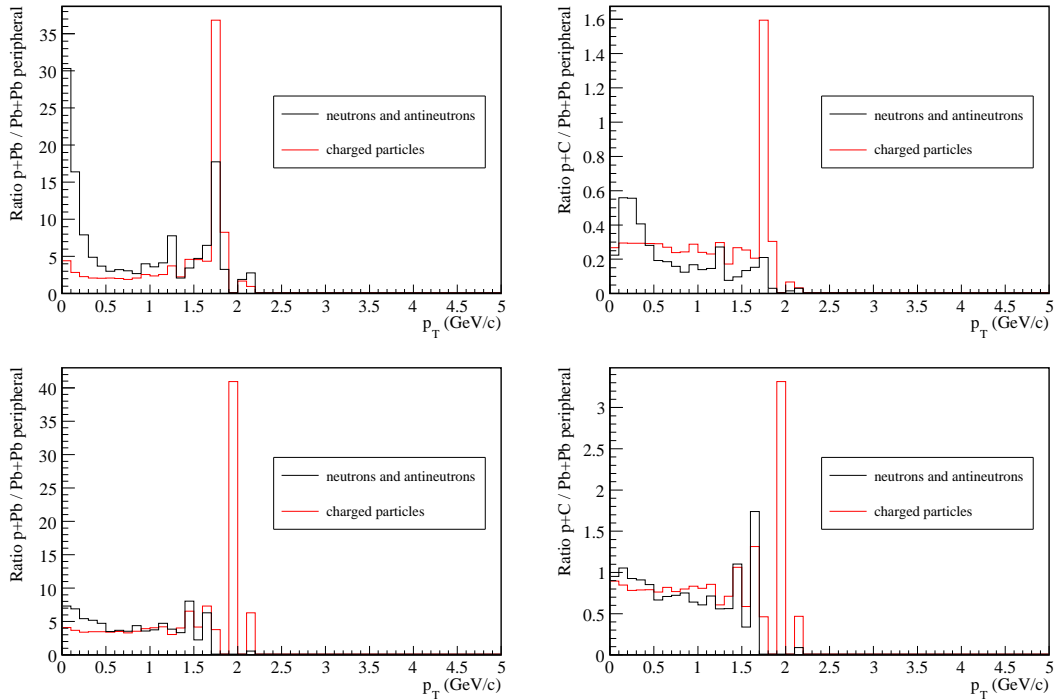 Ratio p+Pb / Pb+Pb peripheral
35
30
25
20
15
10
5
0
neutrons and antineutrons
charged particles
0 0.5 1 1.5 2 2.5 3 3.5 4 4.5 5
p_T (GeV/c)
Ratio p+C / Pb+Pb peripheral
1.6
1.4
1.2
1
0.8
0.6
0.4
0.2
0
neutrons and antineutrons
charged particles
0 0.5 1 1.5 2 2.5 3 3.5 4 4.5 5
p_T (GeV/c)
Ratio p+Pb / Pb+Pb peripheral
40
35
30
25
20
15
10
5
0
neutrons and antineutrons
charged particles
0 0.5 1 1.5 2 2.5 3 3.5 4 4.5 5
p_T (GeV/c)
Ratio p+C / Pb+Pb peripheral
3
2.5
2
1.5
1
0.5
0
neutrons and antineutrons
charged particles
0 0.5 1 1.5 2 2.5 3 3.5 4 4.5 5
p_T (GeV/c)